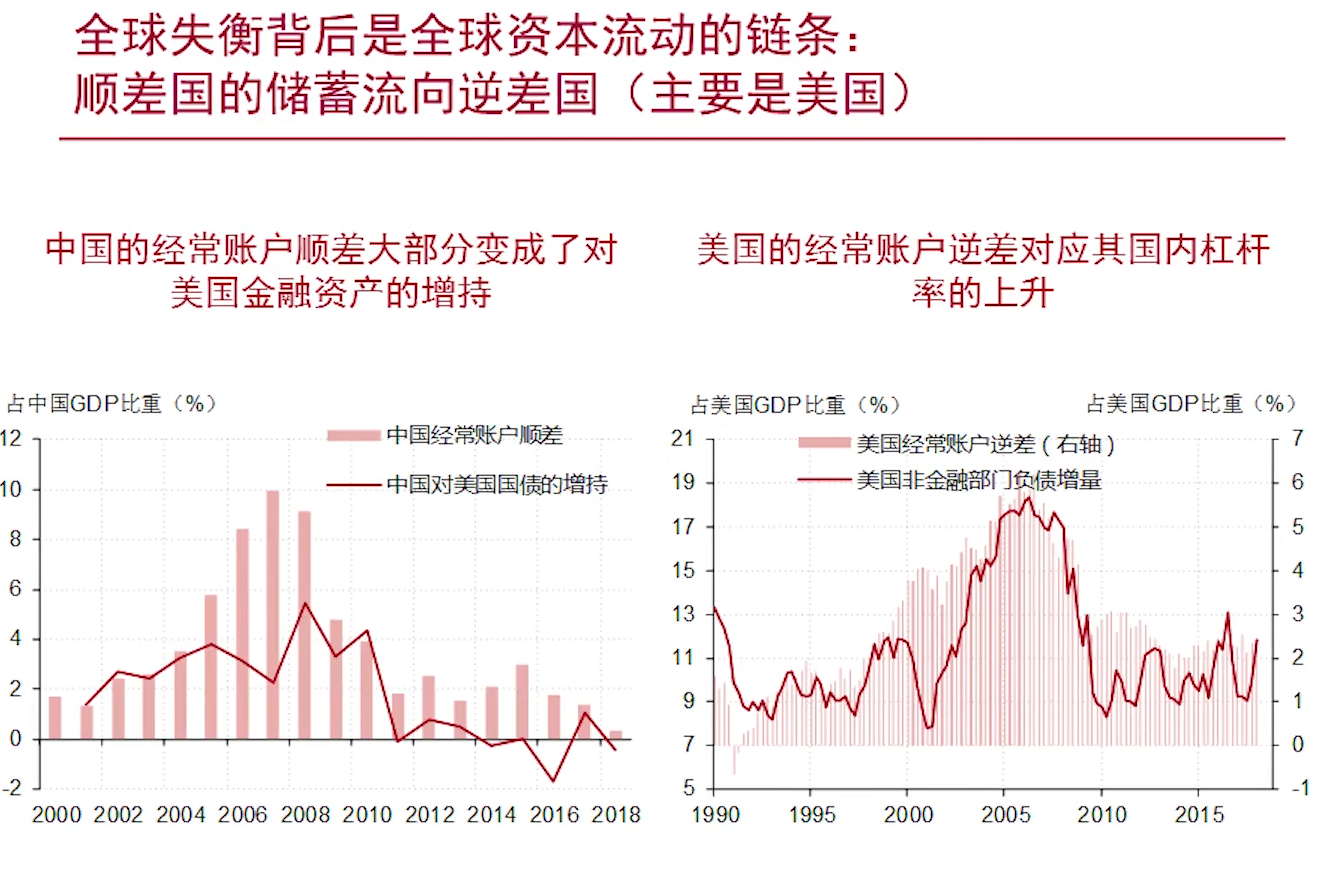 全球失衡背后是全球资本流动的链条：
顺差国的储蓄流向逆差国（主要是美国）
中国的经常账户顺差大部分变成了对
美国金融资产的增持
占中国GDP比重（%）
中国经常账户顺差
中国对美国国债的增持
12
10
8
6
4
2
0
-2
2000 2002 2004 2006 2008 2010 2012 2014 2016 2018
美国的经常账户逆差对应其国内杠杆
率的上升
占美国GDP比重（%）
占美国GDP比重（%）
美国经常账户逆差（右轴）
美国非金融部门负债增量
21
19
17
15
13
11
9
7
5
7
6
5
4
3
2
1
0
-1
1990 1995 2000 2005 2010 2015